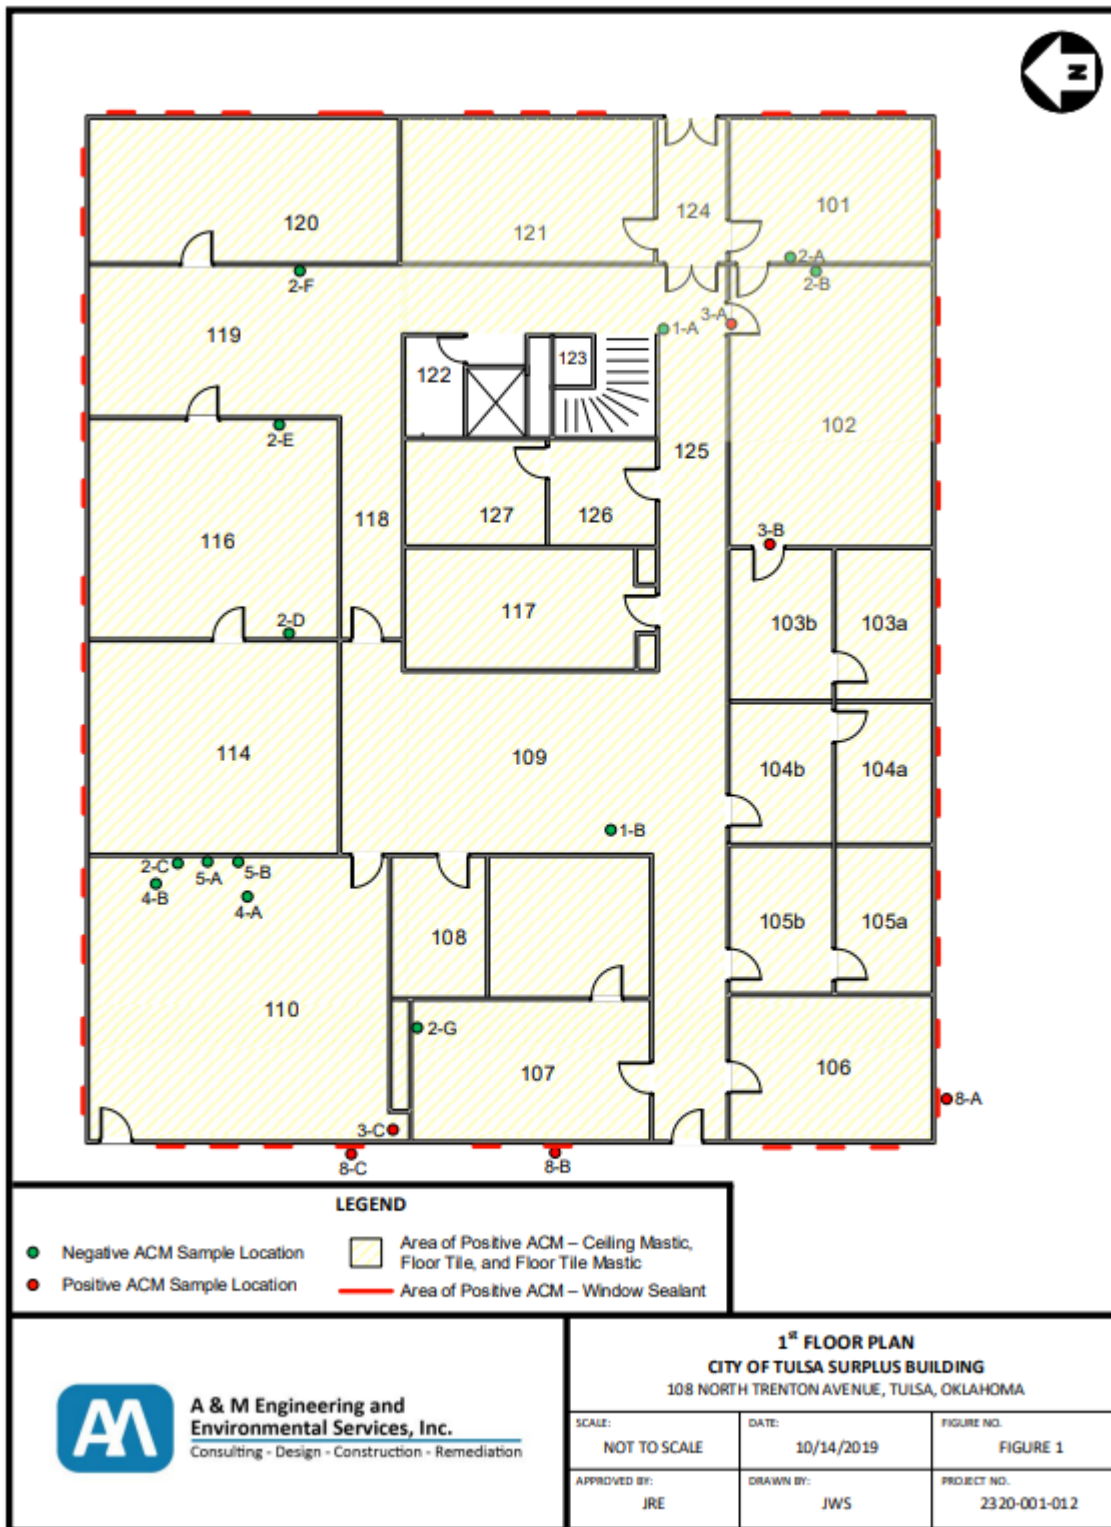 N
120
121
124
101
2-A
2-B
2-F
119
1-A
3-A
122
123
102
2-E
125
118
127
126
116
3-B
117
2-D
103b
103a
114
109
104b
104a
1-B
2-C
5-A
5-B
4-B
4-A
105b
105a
108
110
2-G
107
106
8-A
3-C
8-C
8-B
LEGEND
Negative ACM Sample Location
Positive ACM Sample Location
Area of Positive ACM – Ceiling Mastic,
Floor Tile, and Floor Tile Mastic
Area of Positive ACM – Window Sealant
A & M Engineering and
Environmental Services, Inc.
Consulting - Design - Construction - Remediation
1st FLOOR PLAN
CITY OF TULSA SURPLUS BUILDING
108 NORTH TRENTON AVENUE, TULSA, OKLAHOMA
SCALE:
NOT TO SCALE
DATE:
10/14/2019
FIGURE NO.
FIGURE 1
APPROVED BY:
JRE
DRAWN BY:
JWS
PROJECT NO.
2320-001-012